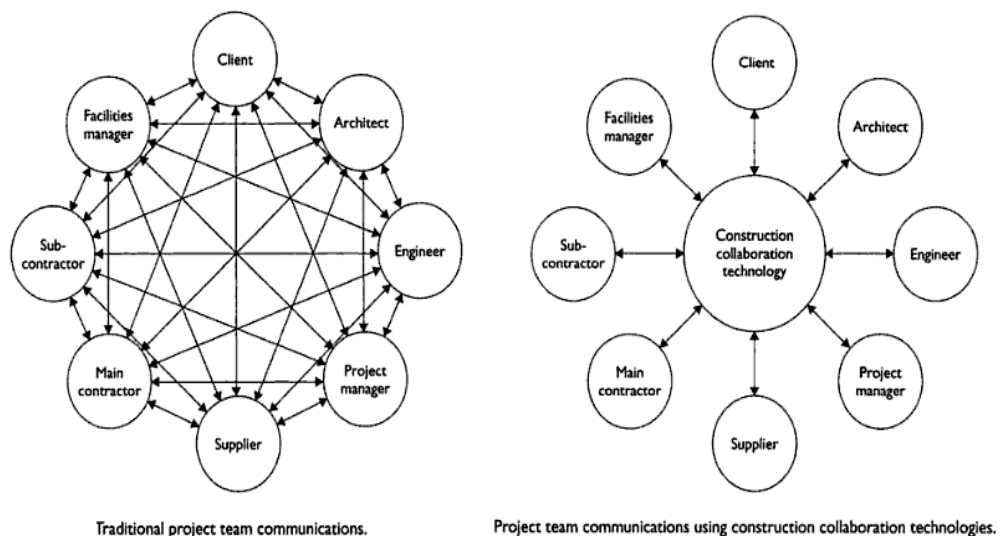 Client
Facilities
manager
Architect
Sub-
contractor
Engineer
Main
contractor
Project
manager
Supplier
Traditional project team communications.
Client
Facilities
manager
Architect
Sub-
contractor
Construction
collaboration
technology
Engineer
Main
contractor
Project
manager
Supplier
Project team communications using construction collaboration technologies.